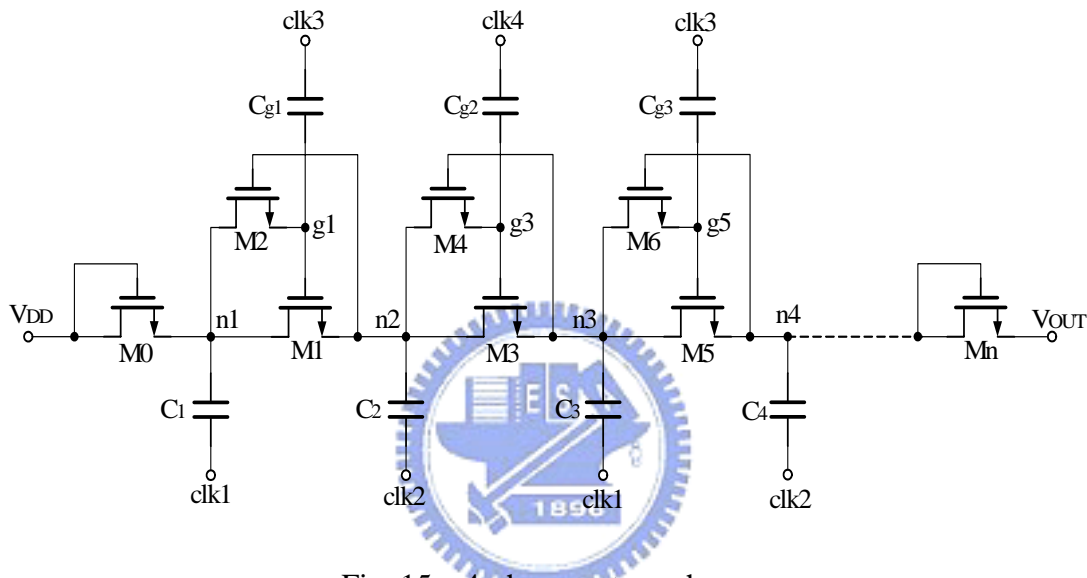 clk3 clk4 clk3
Cg1 Cg2 Cg3
M2 g1 M4 g3 M6 g5
VDD M0 n1 M1 n2 M3 n3 M5 n4 Mn VOUT
C1 C2 C3 C4
clk1 clk2 clk1 clk2
ES
1896